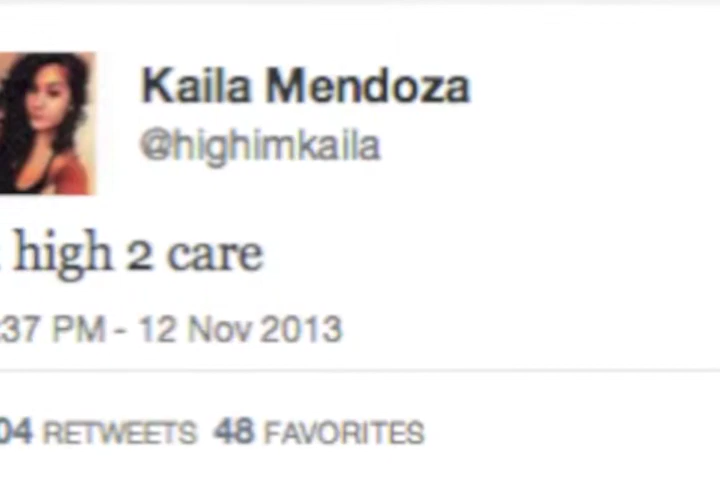 Kaila Mendoza
@highimkaila
high 2 care
:37 PM - 12 Nov 2013
04 RETWEETS 48 FAVORITES